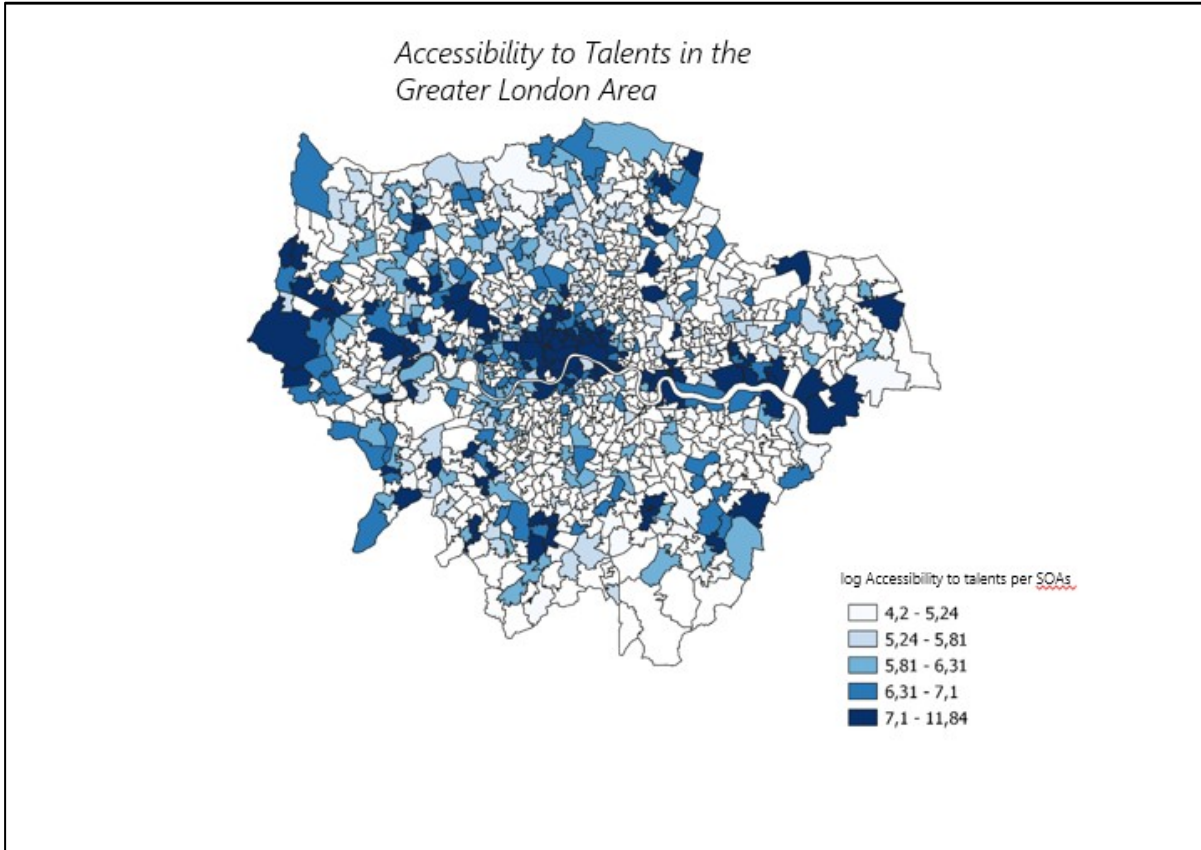 Accessibility to Talents in the
Greater London Area
log Accessibility to talents per SOAs
4,2 - 5,24
5,24 - 5,81
5,81 - 6,31
6,31 - 7,1
7,1 - 11,84